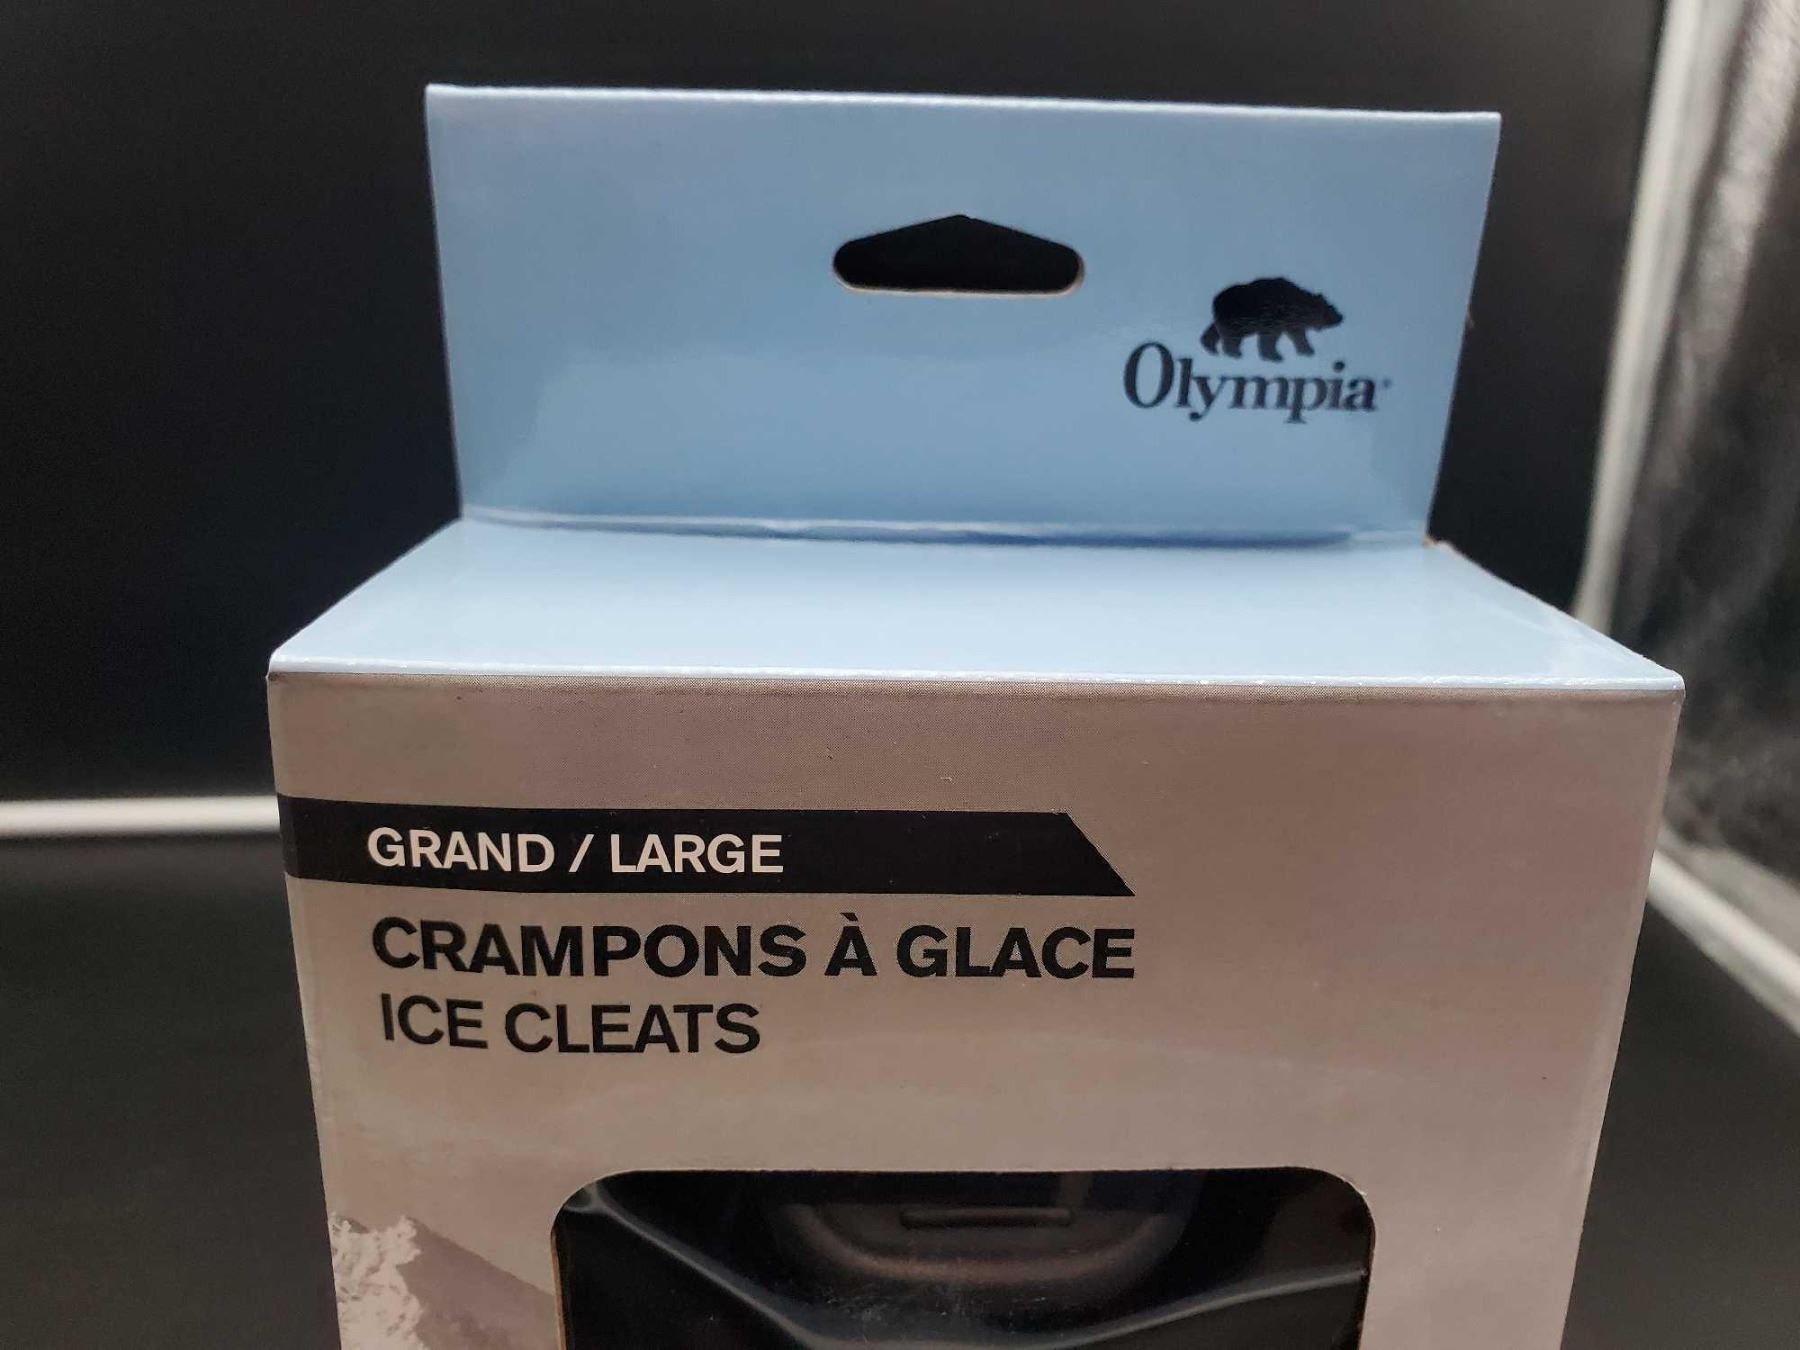 Olympia
GRAND / LARGE
CRAMPONS À GLACE
ICE CLEATS